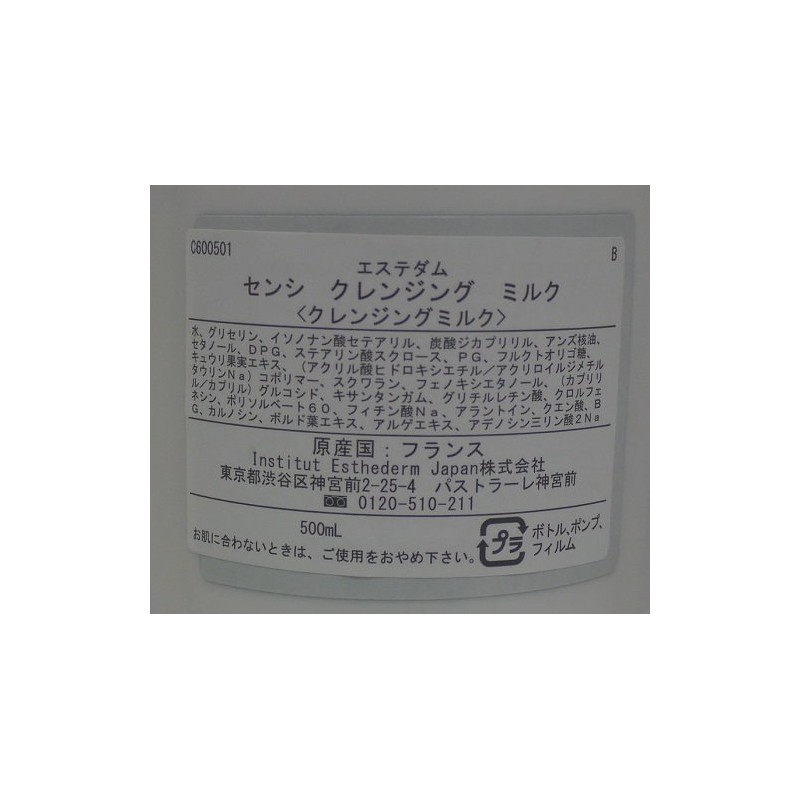 C600501
B
エステダム
センシ クレンジング ミルク
〈クレンジングミルク〉
水、グリセリン、イソノナン酸セテアリル、炭酸ジカプリリル、アンズ核油、
セタノール、DPG、ステアリン酸スクロース、PG、フルクトオリゴ糖、
キュウリ果実エキス、(アクリル酸ヒドロキシエチル/アクリロイルジメチル
タウリンNa)コポリマー、スクワラン、フェノキシエタノール、(カプリリ
ル/カプリル)グルコシド、キサンタンガム、グリチルレチン酸、クロルフェ
ネシン、ポリソルベート60、フィチン酸Na、アラントイン、クエン酸、B
G、カルノシン、ボルド葉エキス、アルゲエキス、アデノシン三リン酸2Na
原産国:フランス
Institut Esthederm Japan株式会社
東京都渋谷区神宮前2-25-4 パストラーレ神宮前
0120-510-211
500mL
お肌に合わないときは、ご使用をおやめ下さい。
プラ
ボトル、ポンプ、
フィルム